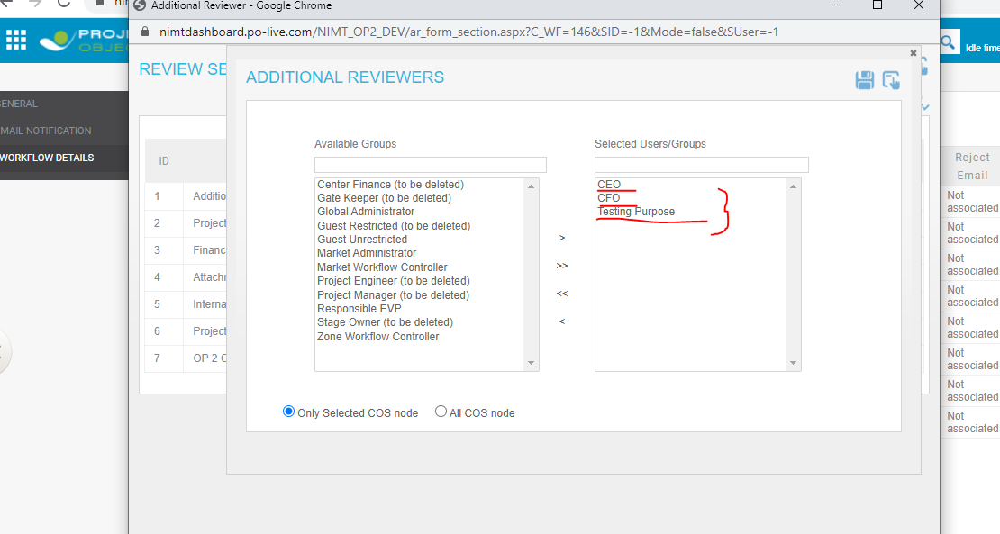 Additional Reviewer - Google Chrome
nimtdashboard.po-live.com/NIMT_OP2_DEV/ar_form_section.aspx?C_WF=146&SID=-1&Mode=false&SUser=-1
Idle time
REVIEW SE
ADDITIONAL REVIEWERS
ENERAL
MAIL NOTIFICATION
WORKFLOW DETAILS
ID
1 Additio
2 Project
3 Financ
4 Attachn
5 Interna
6 Project
7 OP 2 C
Available Groups
Center Finance (to be deleted)
Gate Keeper (to be deleted)
Global Administrator
Guest Restricted (to be deleted)
Guest Unrestricted
Market Administrator
Market Workflow Controller
Project Engineer (to be deleted)
Project Manager (to be deleted)
Responsible EVP
Stage Owner (to be deleted)
Zone Workflow Controller
>
>>
<<
<
Selected Users/Groups
CEO
CFO
Testing Purpose
Only Selected COS node All COS node
Reject
Email
Not
associated
Not
associated
Not
associated
Not
associated
Not
associated
Not
associated
Not
associated
Not
associated